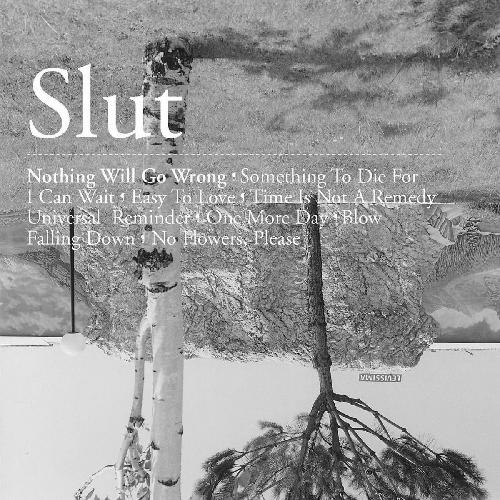 Slut
Nothing Will Go Wrong ❢ Something To Die For
I Can Wait ❢ Easy To Love ❢ Time Is Not A Remedy
Universal Reminder ❢ One More Day ❢ Blow
Falling Down ❢ No Flowers, Please
LEVISSIMA